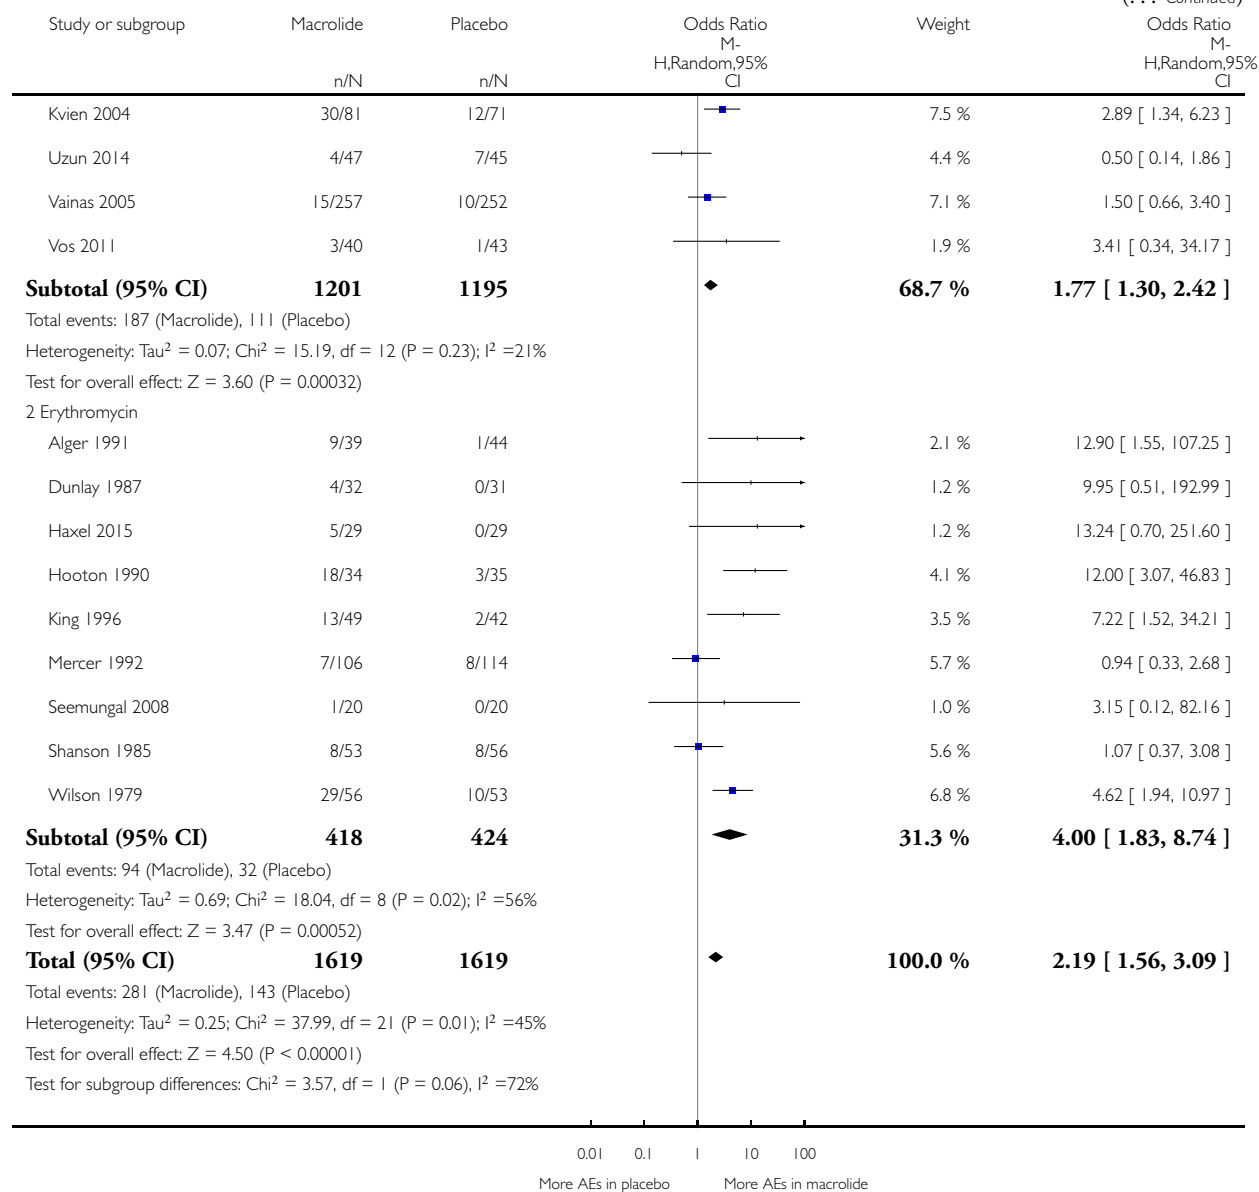 (. . . Continued)
Study or subgroup Macrolide Placebo Odds Ratio Weight Odds Ratio
M- M-
H,Random,95% H,Random,95%
n/N n/N CI CI
Kvien 2004 30/81 12/71 7.5 % 2.89 [ 1.34, 6.23 ]
Uzun 2014 4/47 7/45 4.4 % 0.50 [ 0.14, 1.86 ]
Vainas 2005 15/257 10/252 7.1 % 1.50 [ 0.66, 3.40 ]
Vos 2011 3/40 1/43 1.9 % 3.41 [ 0.34, 34.17 ]
Subtotal (95% CI) 1201 1195 68.7 % 1.77 [ 1.30, 2.42 ]
Total events: 187 (Macrolide), 111 (Placebo)
Heterogeneity: Tau² = 0.07; Chi² = 15.19, df = 12 (P = 0.23); I² =21%
Test for overall effect: Z = 3.60 (P = 0.00032)
2 Erythromycin
Alger 1991 9/39 1/44 2.1 % 12.90 [ 1.55, 107.25 ]
Dunlay 1987 4/32 0/31 1.2 % 9.95 [ 0.51, 192.99 ]
Haxel 2015 5/29 0/29 1.2 % 13.24 [ 0.70, 251.60 ]
Hooton 1990 18/34 3/35 4.1 % 12.00 [ 3.07, 46.83 ]
King 1996 13/49 2/42 3.5 % 7.22 [ 1.52, 34.21 ]
Mercer 1992 7/106 8/114 5.7 % 0.94 [ 0.33, 2.68 ]
Seemungal 2008 1/20 0/20 1.0 % 3.15 [ 0.12, 82.16 ]
Shanson 1985 8/53 8/56 5.6 % 1.07 [ 0.37, 3.08 ]
Wilson 1979 29/56 10/53 6.8 % 4.62 [ 1.94, 10.97 ]
Subtotal (95% CI) 418 424 31.3 % 4.00 [ 1.83, 8.74 ]
Total events: 94 (Macrolide), 32 (Placebo)
Heterogeneity: Tau² = 0.69; Chi² = 18.04, df = 8 (P = 0.02); I² =56%
Test for overall effect: Z = 3.47 (P = 0.00052)
Total (95% CI) 1619 1619 100.0 % 2.19 [ 1.56, 3.09 ]
Total events: 281 (Macrolide), 143 (Placebo)
Heterogeneity: Tau² = 0.25; Chi² = 37.99, df = 21 (P = 0.01); I² =45%
Test for overall effect: Z = 4.50 (P < 0.00001)
Test for subgroup differences: Chi² = 3.57, df = 1 (P = 0.06), I² =72%
0.01 0.1 1 10 100
More AEs in placebo More AEs in macrolide